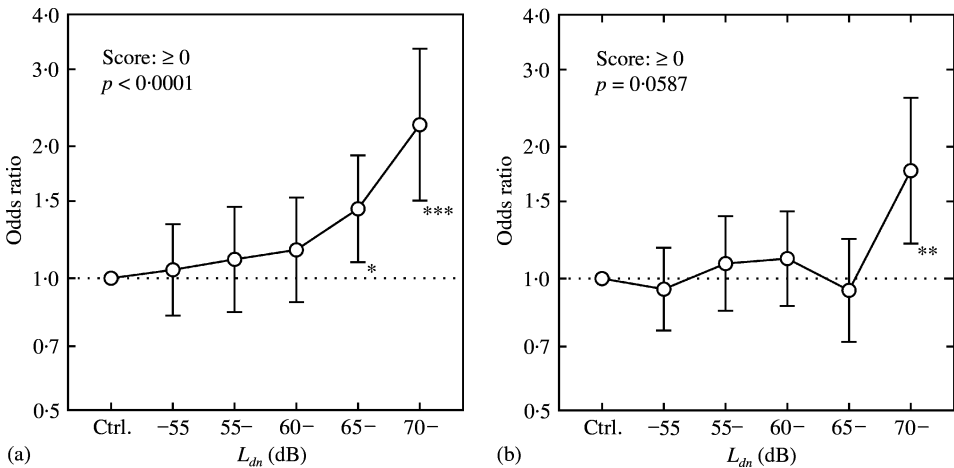 4·0
3·0
2·0
1·5
1·0
0·7
0·5
Odds ratio
Score: ≥ 0
p < 0·0001
*
***
Ctrl. −55 55− 60− 65− 70−
(a)
L_dn (dB)
4·0
3·0
2·0
1·5
1·0
0·7
0·5
Odds ratio
Score: ≥ 0
p = 0·0587
**
Ctrl. −55 55− 60− 65− 70−
(b)
L_dn (dB)